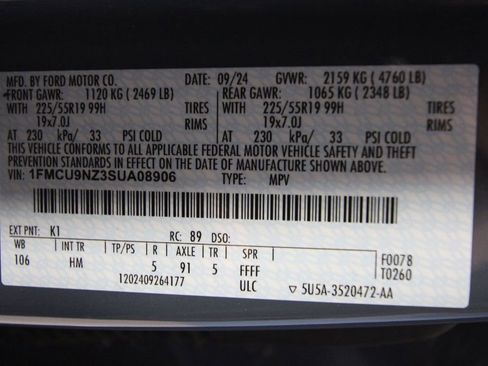 MFD. BY FORD MOTOR CO. 09/24 GVWR: 2159 KG ( 4760 LB)
FRONT GAWR: 1120 KG ( 2469 LB) REAR GAWR: 1065 KG ( 2348 LB)
225/55R19 99H TIRES 225/55R19 99H TIRES
19x7.0J RIMS 19x7.0J RIMS
AT 230 kPa/ 33 PSI COLD AT 230 kPa/ 33 PSI COLD
THIS VEHICLE CONFORMS TO ALL APPLICABLE FEDERAL MOTOR VEHICLE SAFETY AND
THEFT PREVENTION STANDARDS IN EFFECT ON THE DATE OF MANUFACTURE SHOWN ABOVE.
VIN: 1FMCU9NZ3SUA08906 TYPE: MPV
EXT PNT: K1 RC: 89 DSO: F0078
WB INT TR TP/PS R AXLE TR SPR T0260
106 HM 5 91 5 FFFF
1202409264177 ULC 5U5A-3520472-AA